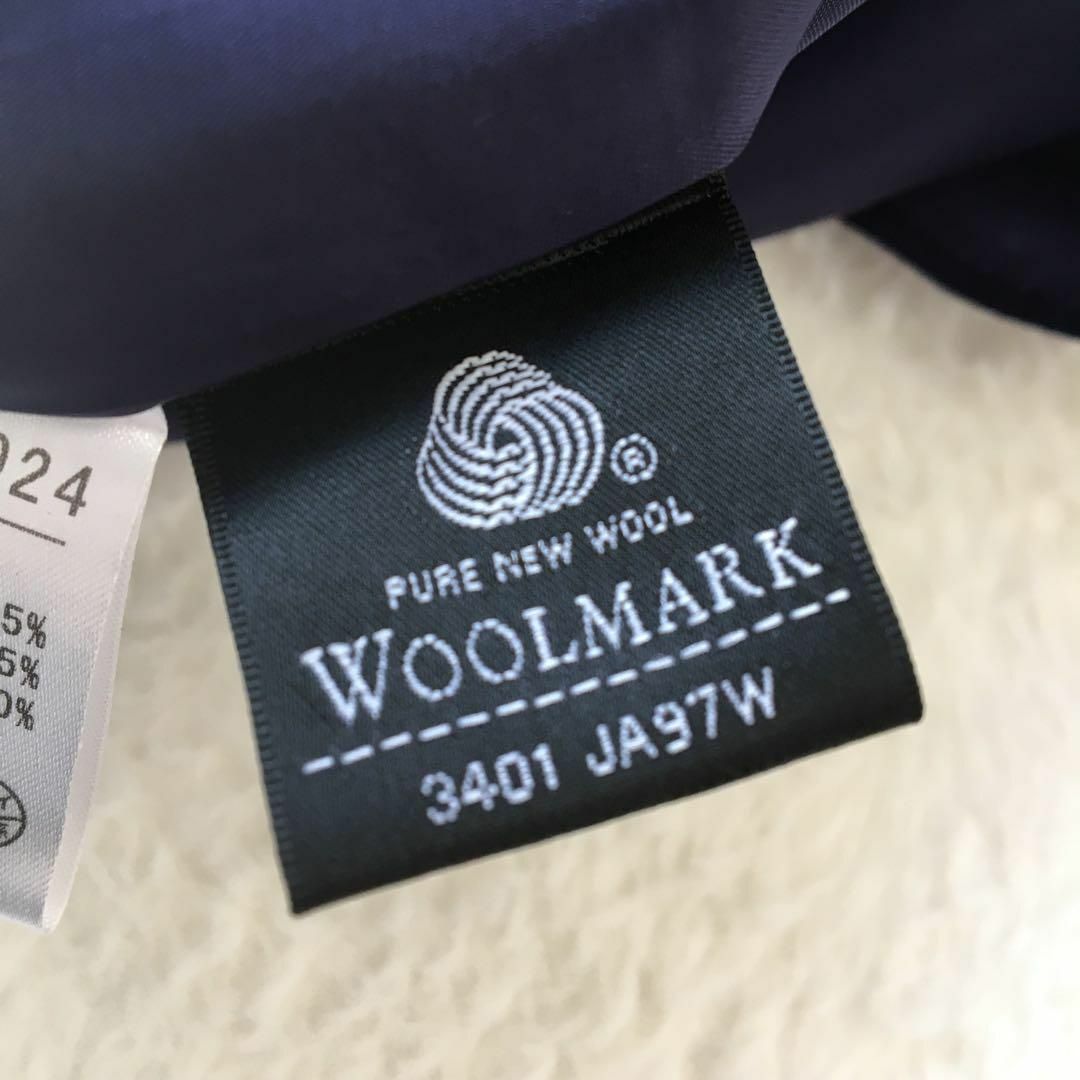 024
5%
5%
0%
®
PURE NEW WOOL
WOOLMARK
3401 JA97W